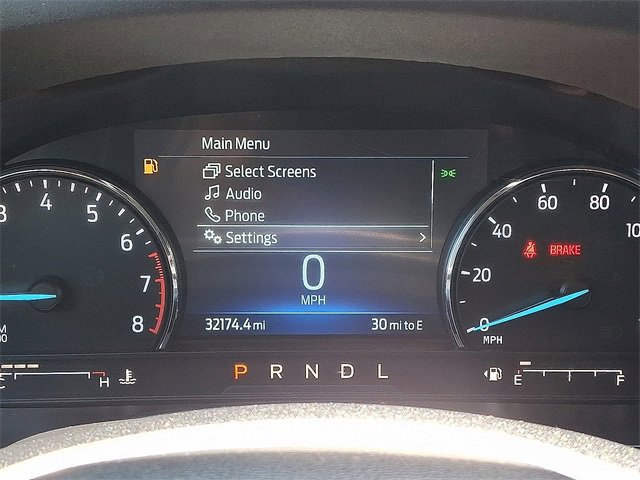 Main Menu
Select Screens
Audio
Phone
Settings
0
MPH
32174.4 mi
30 mi to E
3 4 5 6 7 8
0 20 40 60 80
MPH
BRAKE
P R N D L
C H
E F